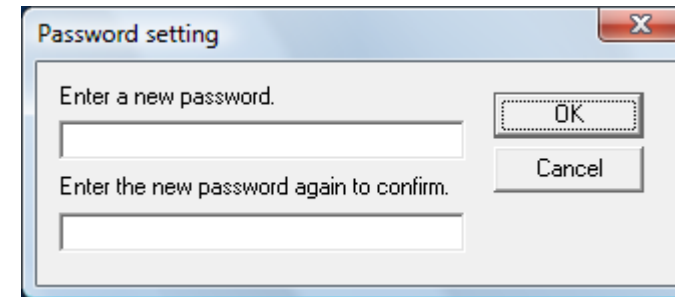 Password setting
Enter a new password.
OK
Cancel
Enter the new password again to confirm.